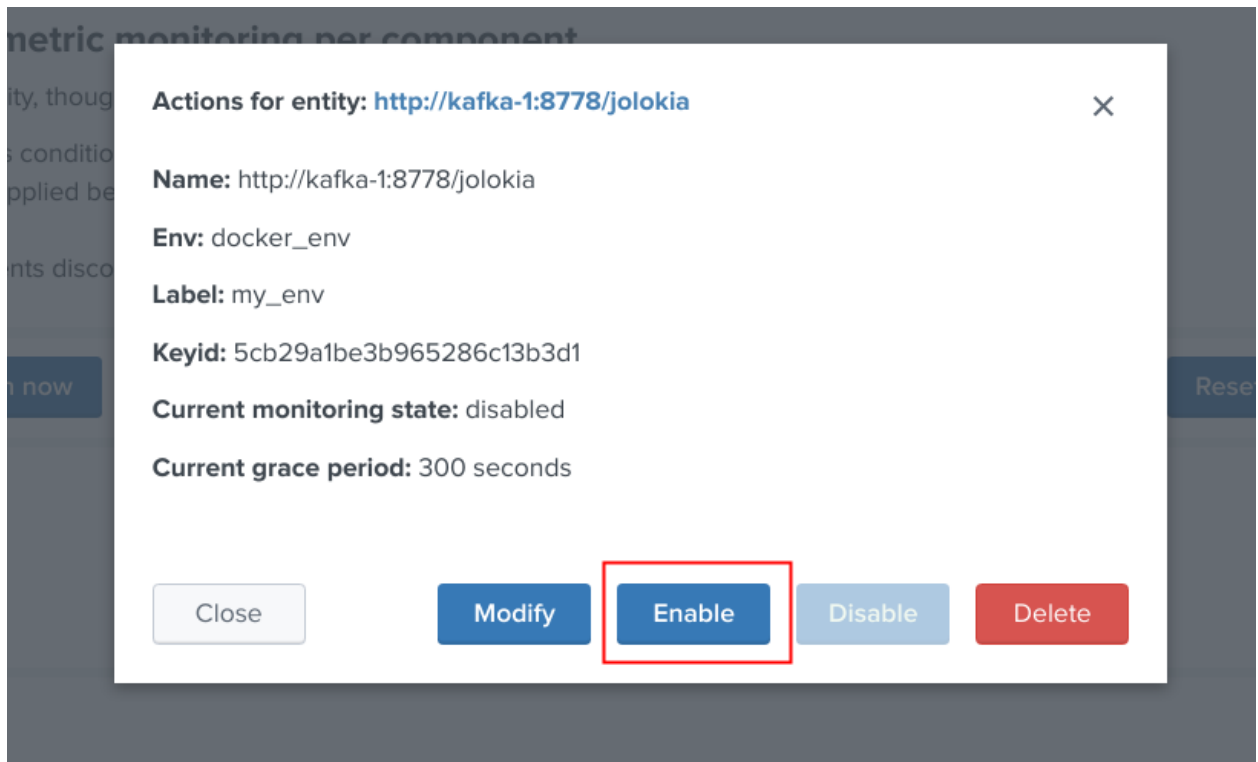 metric monitoring per component
ity, thoug
Actions for entity: http://kafka-1:8778/jolokia
×
s conditio
Name: http://kafka-1:8778/jolokia
pplied be
Env: docker_env
nts disco
Label: my_env
Keyid: 5cb29a1be3b965286c13b3d1
now
Rese
Current monitoring state: disabled
Current grace period: 300 seconds
Close
Modify
Enable
Disable
Delete